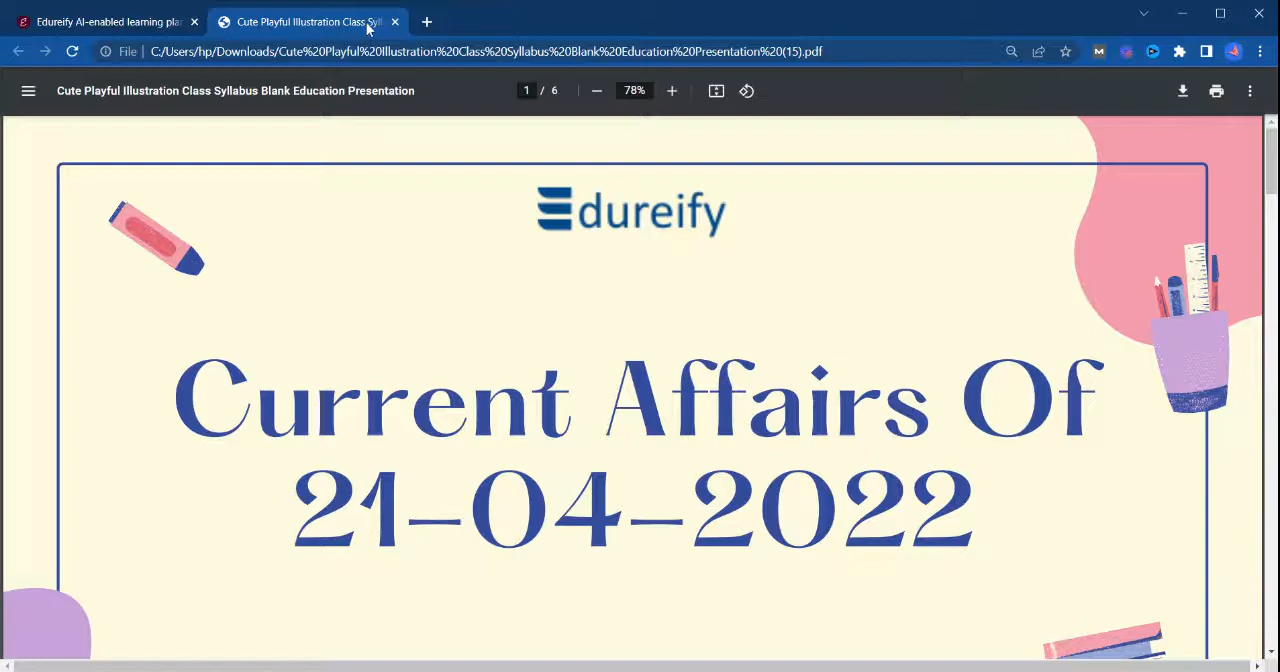 Edureify AI-enabled learning pla
Cute Playful Illustration Class Syll
File
C:/Users/hp/Downloads/Cute%20Playful%20Illustration%20Class%20Syllabus%20Blank%20Education%20Presentation%20(15).pdf
Cute Playful Illustration Class Syllabus Blank Education Presentation
1 / 6
78%
Edureify
Current Affairs Of
21-04-2022